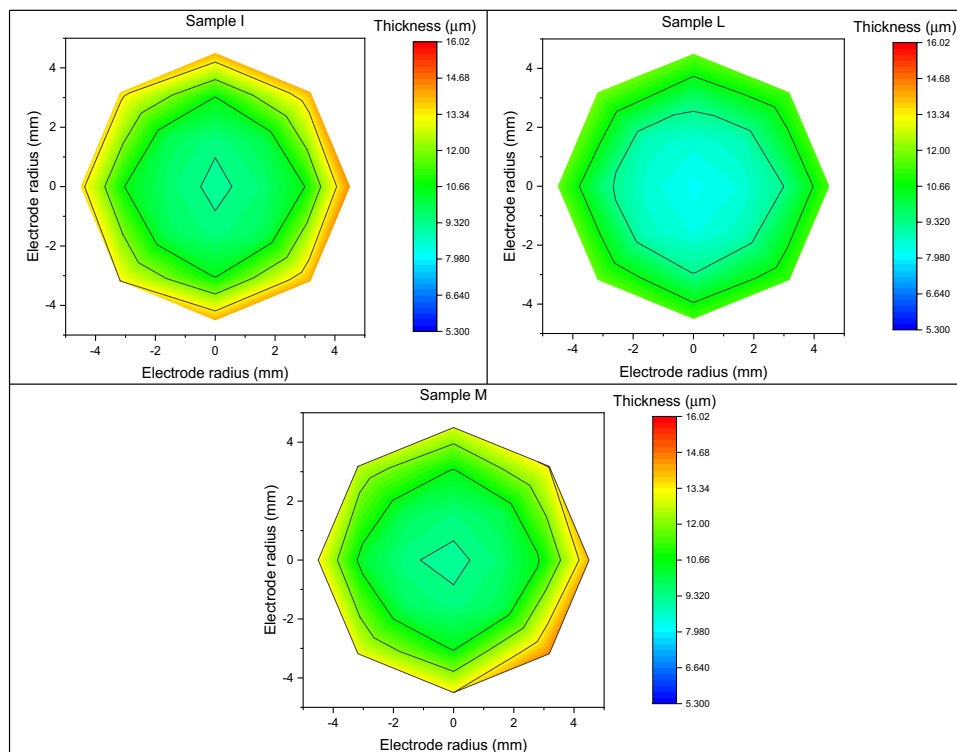 Sample I
Thickness (μm)
16.02
14.68
13.34
12.00
10.66
9.320
7.980
6.640
5.300
4
2
0
-2
-4
Electrode radius (mm)
-4 -2 0 2 4
Electrode radius (mm)
Sample L
Thickness (μm)
16.02
14.68
13.34
12.00
10.66
9.320
7.980
6.640
5.300
4
2
0
-2
-4
Electrode radius (mm)
-4 -2 0 2 4
Electrode radius (mm)
Sample M
Thickness (μm)
16.02
14.68
13.34
12.00
10.66
9.320
7.980
6.640
5.300
4
2
0
-2
-4
Electrode radius (mm)
-4 -2 0 2 4
Electrode radius (mm)